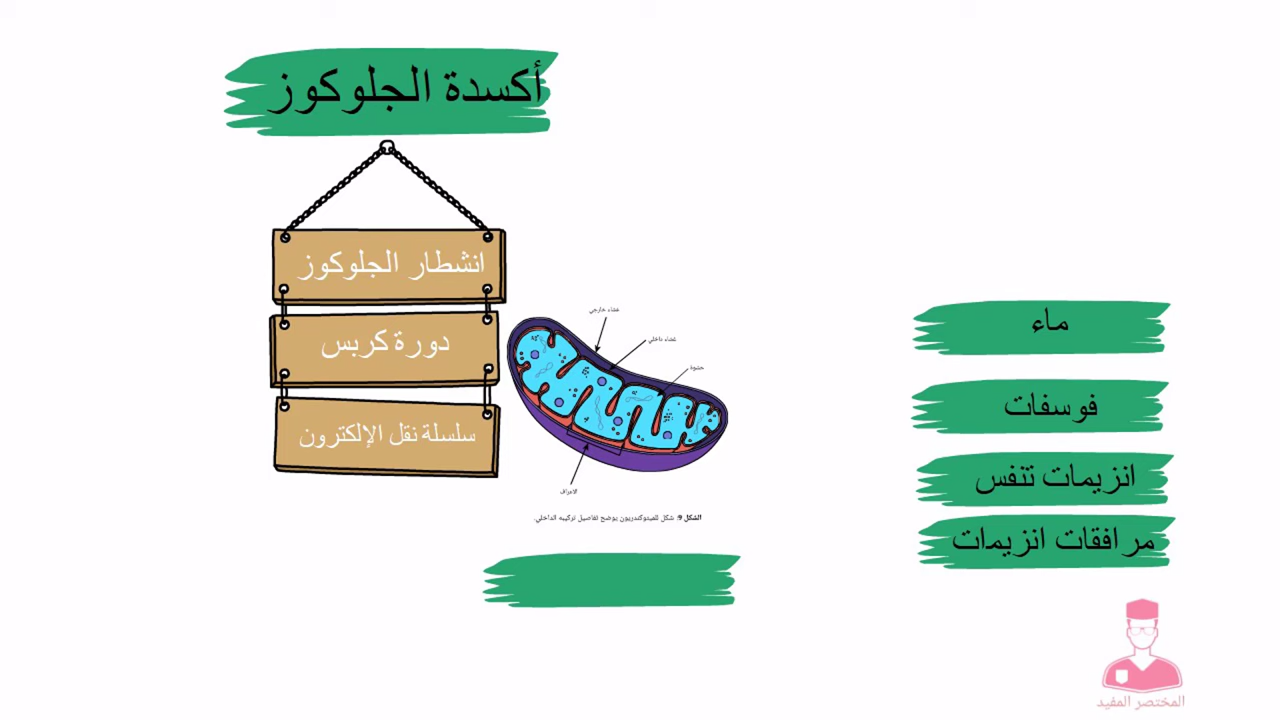 أكسدة الجلوكوز
انشطار الجلوكوز
دورة كربس
سلسلة نقل الإلكترون
غشاء خارجي
غشاء داخلي
حشوة
الاعراف
الشكل 9: شكل للميتوكندريون يوضح تفاصيل تركيبه الداخلي.
ماء
فوسفات
انزيمات تنفس
مرافقات انزيمات
المختصر المفيد